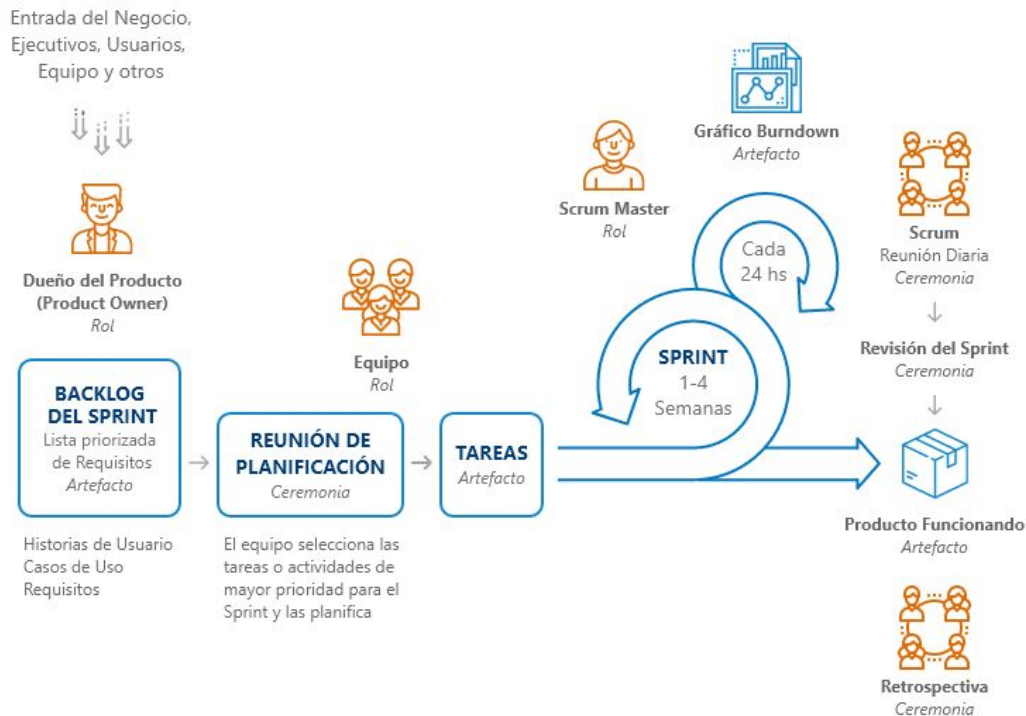 Entrada del Negocio,
Ejecutivos, Usuarios,
Equipo y otros
Dueño del Producto
(Product Owner)
Rol
BACKLOG
DEL SPRINT
Lista priorizada
de Requisitos
Artefacto
Historias de Usuario
Casos de Uso
Requisitos
Equipo
Rol
REUNIÓN DE
PLANIFICACIÓN
Ceremonia
El equipo selecciona las
tareas o actividades de
mayor prioridad para el
Sprint y las planifica
TAREAS
Artefacto
Scrum Master
Rol
Gráfico Burndown
Artefacto
Cada
24 hs
SPRINT
1-4
Semanas
Scrum
Reunión Diaria
Ceremonia
Revisión del Sprint
Ceremonia
Producto Funcionando
Artefacto
Retrospectiva
Ceremonia